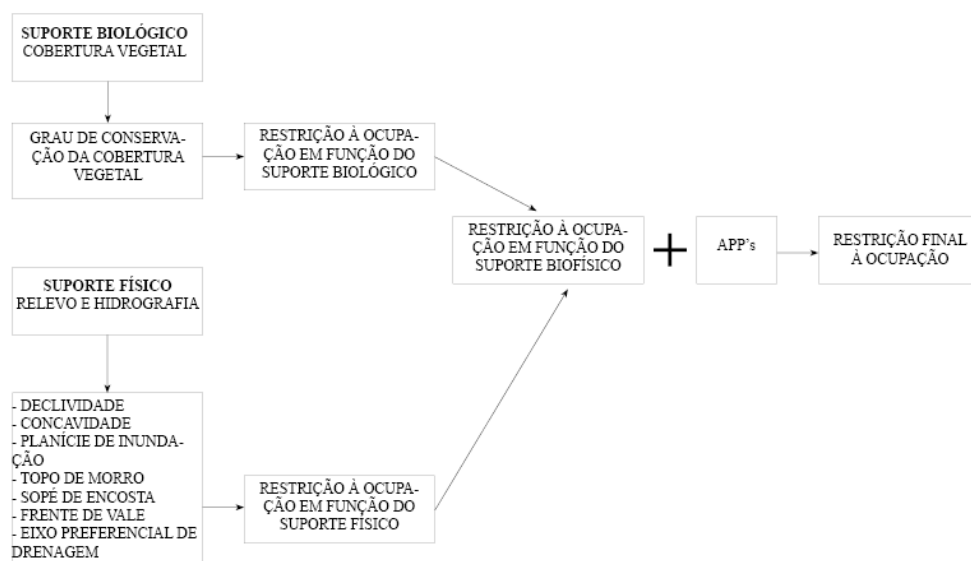 SUPORTE BIOLÓGICO
COBERTURA VEGETAL
GRAU DE CONSERVA-
ÇÃO DA COBERTURA
VEGETAL
RESTRIÇÃO À OCUPA-
ÇÃO EM FUNÇÃO DO
SUPORTE BIOLÓGICO
RESTRIÇÃO À OCUPA-
ÇÃO EM FUNÇÃO DO
SUPORTE BIOFÍSICO
+
APP's
RESTRIÇÃO FINAL
À OCUPAÇÃO
SUPORTE FÍSICO
RELEVO E HIDROGRAFIA
- DECLIVIDADE
- CONCAVIDADE
- PLANÍCIE DE INUNDA-
ÇÃO
- TOPO DE MORRO
- SOPÉ DE ENCOSTA
- FRENTE DE VALE
- EIXO PREFERENCIAL DE
DRENAGEM
RESTRIÇÃO À OCUPA-
ÇÃO EM FUNÇÃO DO
SUPORTE FÍSICO